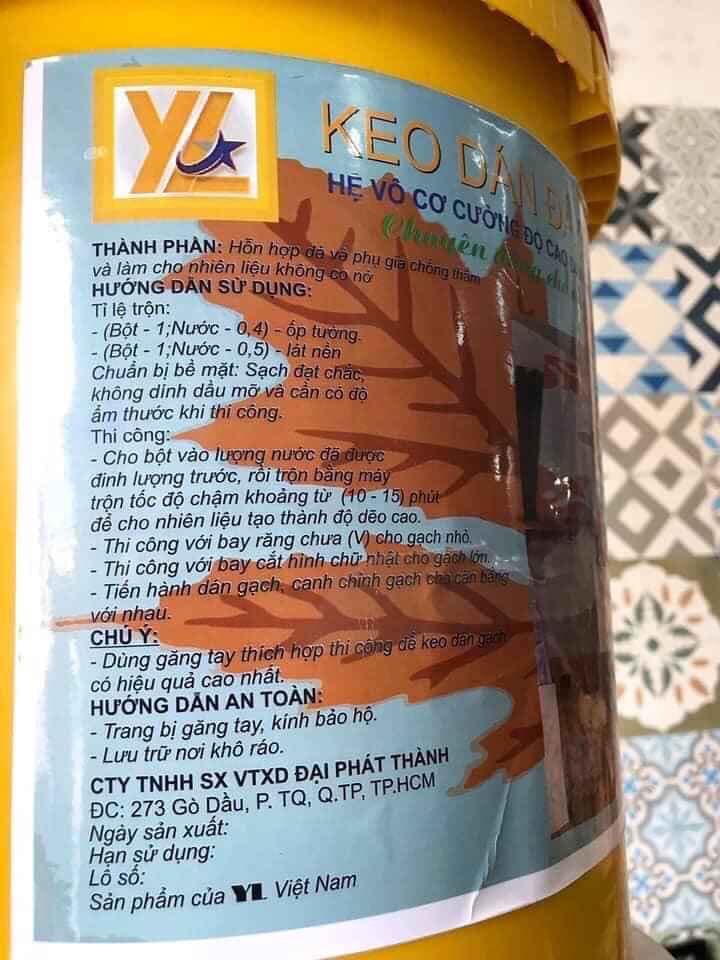 YL
KEO DÁN
HỆ VÔ CƠ CƯỜNG ĐỘ CAO
Chuyên
THÀNH PHẦN: Hỗn hợp đá và phụ gia chống thấm
và làm cho nhiên liệu không co nở
HƯỚNG DẪN SỬ DỤNG:
Tỉ lệ trộn:
- (Bột - 1;Nước - 0,4) - ốp tường.
- (Bột - 1;Nước - 0,5) - lát nền
Chuẩn bị bề mặt: Sạch đạt chắc,
không dính dầu mỡ và cần có độ
ẩm thước khi thi công.
Thi công:
- Cho bột vào lượng nước đã được
đinh lượng trước, rồi trộn bằng máy
trộn tốc độ chậm khoảng từ (10 - 15) phút
để cho nhiên liệu tạo thành độ dẽo cao.
- Thi công với bay răng chưa (V) cho gạch nhỏ.
- Thi công với bay cắt hình chữ nhật cho gạch lớn.
- Tiến hành dán gạch, canh chỉnh gạch cho cân bằng
với nhau.
CHÚ Ý:
- Dùng găng tay thích hợp thi công để keo dán gạch
có hiệu quả cao nhất.
HƯỚNG DẪN AN TOÀN:
- Trang bị găng tay, kính bảo hộ.
- Lưu trữ nơi khô ráo.
CTY TNHH SX VTXD ĐẠI PHÁT THÀNH
ĐC: 273 Gò Dầu, P. TQ, Q.TP, TP.HCM
Ngày sản xuất:
Hạn sử dụng:
Lô số:
Sản phẩm của YL Việt Nam